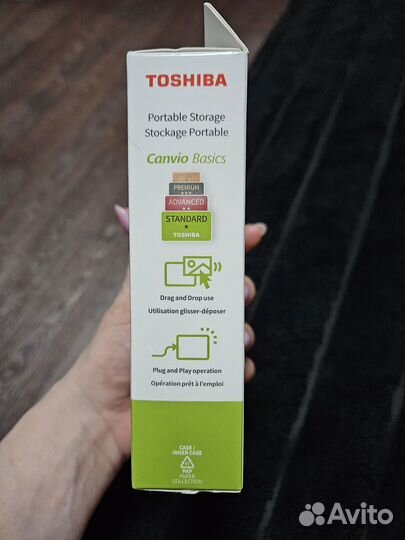 TOSHIBA
Portable Storage
Stockage Portable
Canvio Basics
PREMIUM
ADVANCED
STANDARD
TOSHIBA
Drag and Drop use
Utilisation glisser-déposer
Plug and Play operation
Opération prêt à l'emploi
CASE /
INNER CASE
PAP
PAPER
COLLECTION
Avito